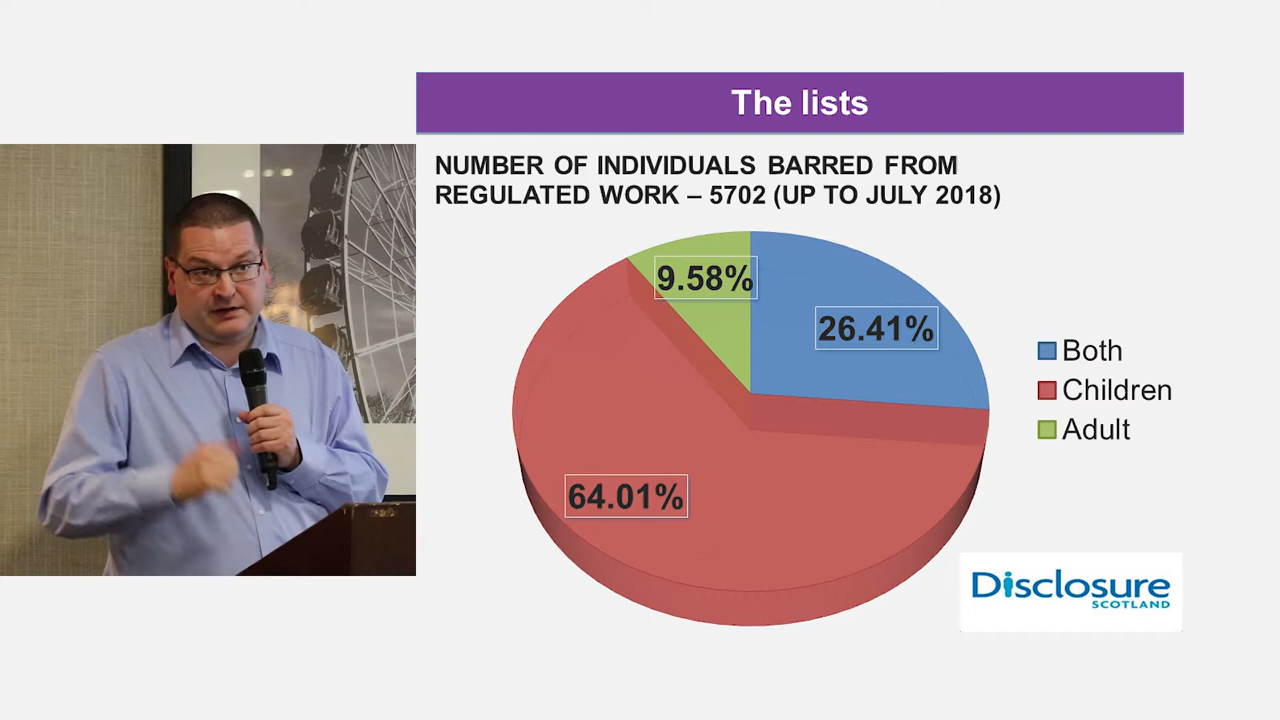 The lists
NUMBER OF INDIVIDUALS BARRED FROM
REGULATED WORK – 5702 (UP TO JULY 2018)
9.58%
26.41%
64.01%
Both
Children
Adult
Disclosure
SCOTLAND